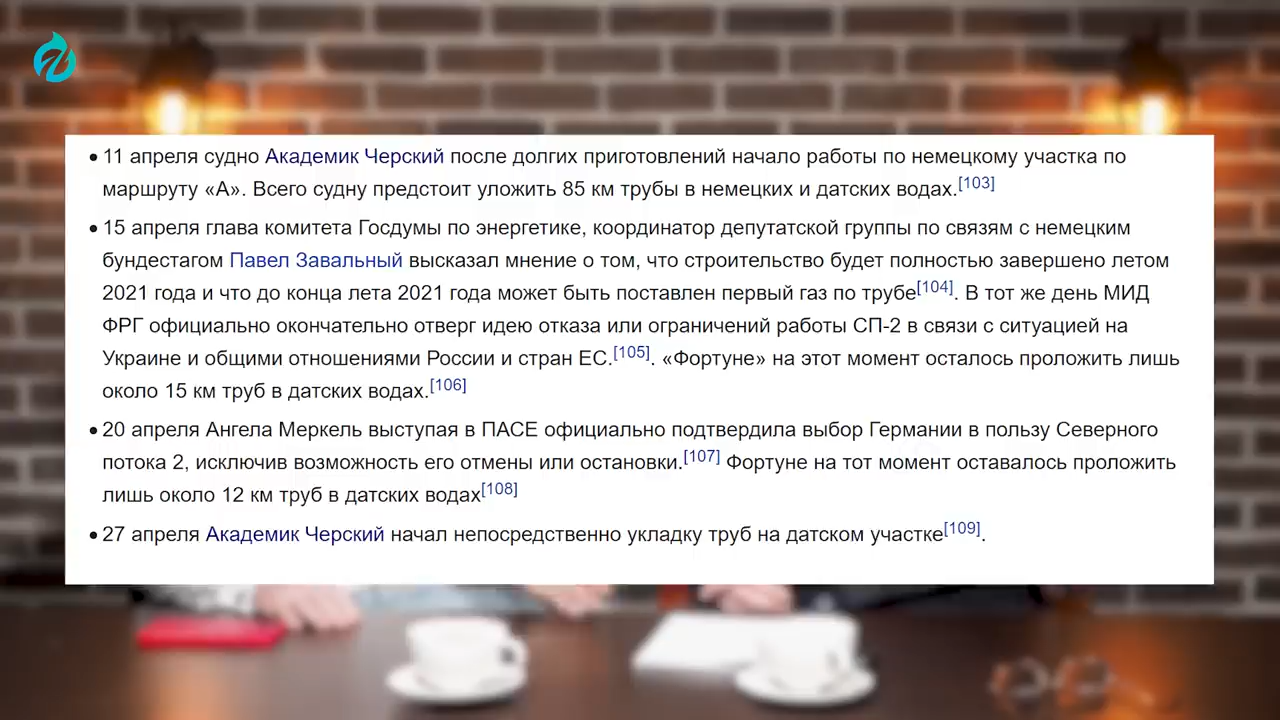 • 11 апреля судно Академик Черский после долгих приготовлений начало работы по немецкому участка по
маршруту «А». Всего судну предстоит уложить 85 км трубы в немецких и датских водах.[103]
• 15 апреля глава комитета Госдумы по энергетике, координатор депутатской группы по связям с немецким
бундестагом Павел Завальный высказал мнение о том, что строительство будет полностью завершено летом
2021 года и что до конца лета 2021 года может быть поставлен первый газ по трубе[104]. В тот же день МИД
ФРГ официально окончательно отверг идею отказа или ограничений работы СП-2 в связи с ситуацией на
Украине и общими отношениями России и стран ЕС.[105]. «Фортуне» на этот момент осталось проложить лишь
около 15 км труб в датских водах.[106]
• 20 апреля Ангела Меркель выступая в ПАСЕ официально подтвердила выбор Германии в пользу Северного
потока 2, исключив возможность его отмены или остановки.[107] Фортуне на тот момент оставалось проложить
лишь около 12 км труб в датских водах[108]
• 27 апреля Академик Черский начал непосредственно укладку труб на датском участке[109].